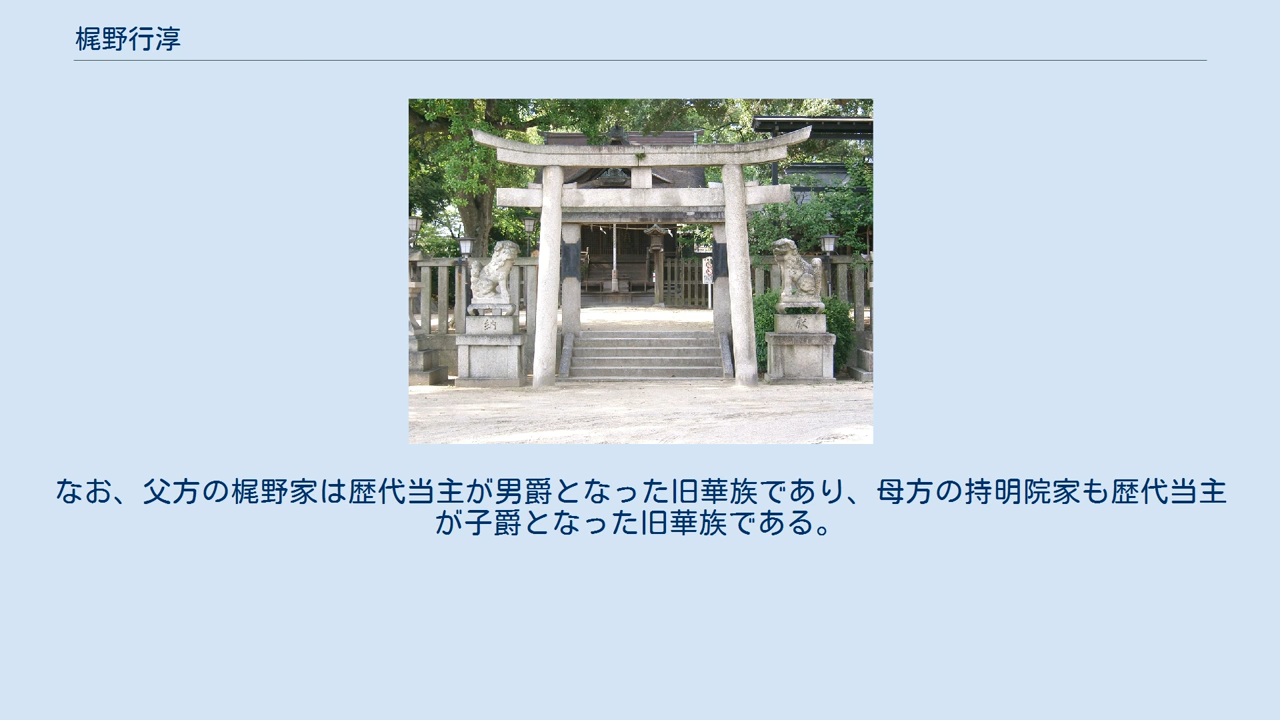 梶野行淳
納
献
なお、父方の梶野家は歴代当主が男爵となった旧華族であり、母方の持明院家も歴代当主
が子爵となった旧華族である。